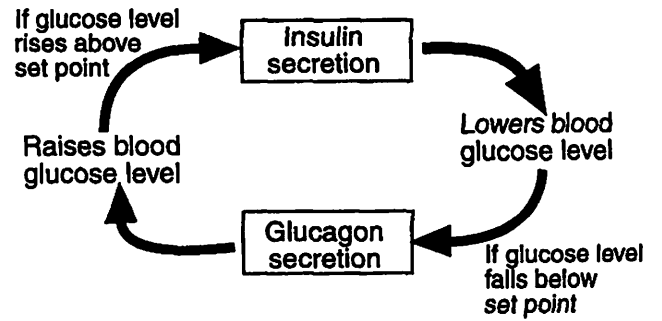 If glucose level
rises above
set point
Insulin
secretion
Lowers blood
glucose level
Raises blood
glucose level
Glucagon
secretion
If glucose level
falls below
set point